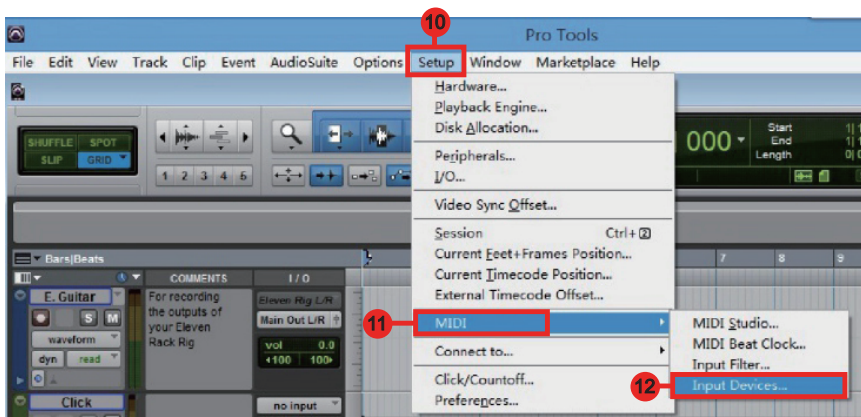 10
Pro Tools
File Edit View Track Clip Event AudioSuite Options Setup Window Marketplace Help
Hardware...
Playback Engine...
Disk Allocation...
Peripherals...
I/O...
Video Sync Offset...
Session Ctrl+2
Current Feet+Frames Position...
Current Timecode Position...
External Timecode Offset...
11 MIDI
Connect to...
Click/Countoff...
Preferences...
MIDI Studio...
MIDI Beat Clock...
Input Filter...
12 Input Devices...
SHUFFLE SPOT
SLIP GRID
1 2 3 4 5
000
Start
End
Length
Bars|Beats
7 8 9
COMMENTS I / O
E. Guitar
S M
waveform
dyn read
For recording
the outputs of
your Eleven
Rack Rig
Eleven Rig L/R
Main Out L/R
vol 0.0
100 100
Click
no input